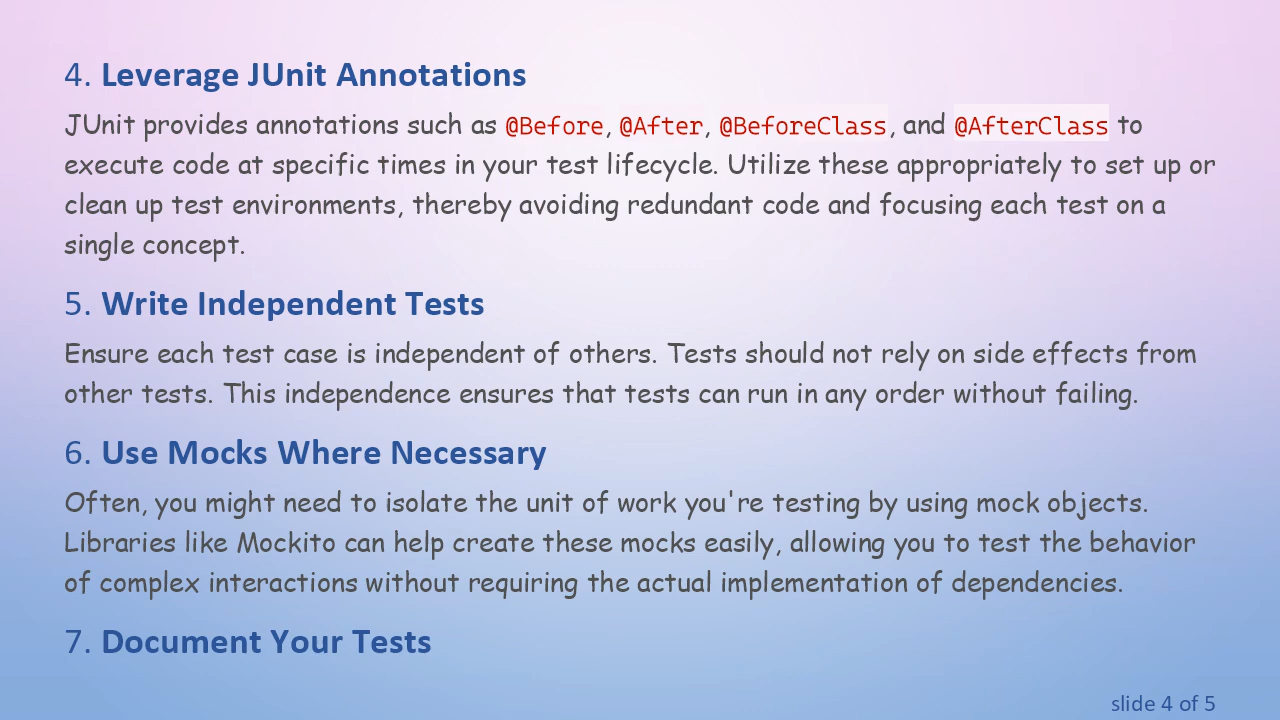 4. Leverage JUnit Annotations
JUnit provides annotations such as @Before, @After, @BeforeClass, and @AfterClass to
execute code at specific times in your test lifecycle. Utilize these appropriately to set up or
clean up test environments, thereby avoiding redundant code and focusing each test on a
single concept.
5. Write Independent Tests
Ensure each test case is independent of others. Tests should not rely on side effects from
other tests. This independence ensures that tests can run in any order without failing.
6. Use Mocks Where Necessary
Often, you might need to isolate the unit of work you're testing by using mock objects.
Libraries like Mockito can help create these mocks easily, allowing you to test the behavior
of complex interactions without requiring the actual implementation of dependencies.
7. Document Your Tests
slide 4 of 5